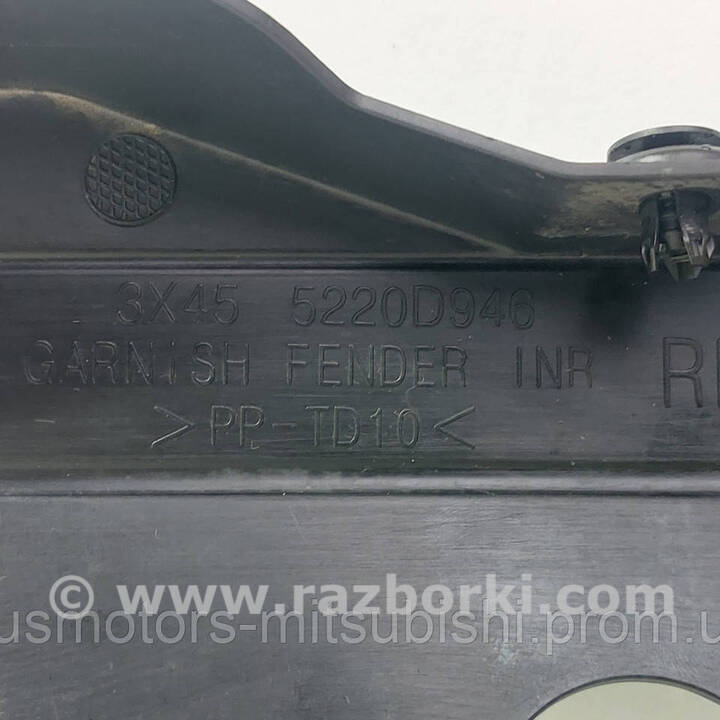 3X45 5220D946
GARNISH FENDER INR
>PP-TD10<
© www.razborki.com
usmotors-mitsubishi.prom.u